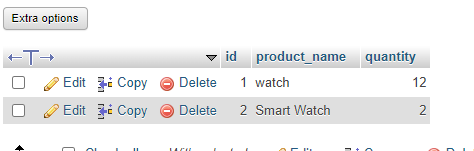 Extra options
←T→ id product_name quantity
Edit Copy Delete 1 watch 12
Edit Copy Delete 2 Smart Watch 2